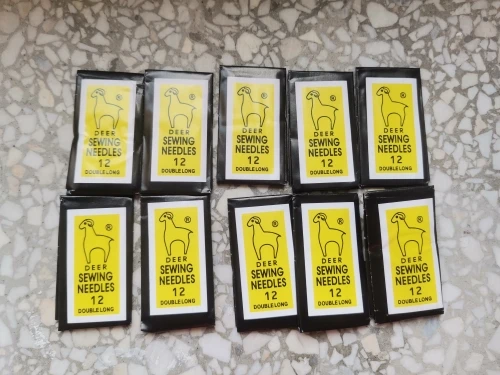 ®
DEER
SEWING
NEEDLES
12
DOUBLE LONG
®
DEER
SEWING
NEEDLES
12
DOUBLE LONG
®
DEER
SEWING
NEEDLES
12
DOUBLE LONG
®
DEER
SEWING
NEEDLES
12
DOUBLE LONG
®
DEER
SEWING
NEEDLES
12
DOUBLE LONG
®
DEER
SEWING
NEEDLES
12
DOUBLE LONG
®
DEER
SEWING
NEEDLES
12
DOUBLE LONG
®
DEER
SEWING
NEEDLES
12
DOUBLE LONG
®
DEER
SEWING
NEEDLES
12
DOUBLE LONG
®
DEER
SEWING
NEEDLES
12
DOUBLE LONG